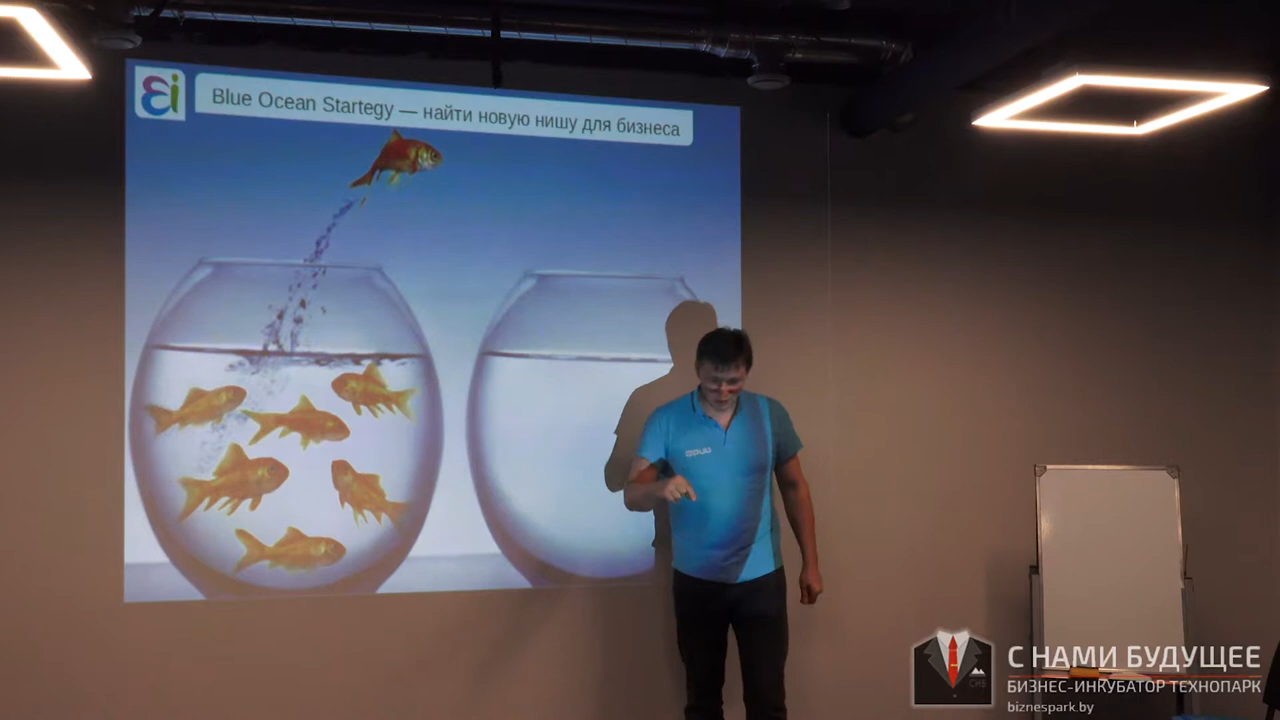 Blue Ocean Startegy — найти новую нишу для бизнеса
С НАМИ БУДУЩЕЕ
БИЗНЕС-ИНКУБАТОР ТЕХНОПАРК
biznespark.by